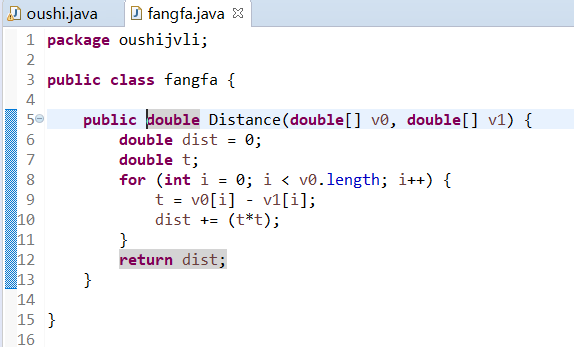 oushi.java fangfa.java
1 package oushijvli;
2
3 public class fangfa {
4
5 public double Distance(double[] v0, double[] v1) {
6 double dist = 0;
7 double t;
8 for (int i = 0; i < v0.length; i++) {
9 t = v0[i] - v1[i];
10 dist += (t*t);
11 }
12 return dist;
13 }
14
15 }
16